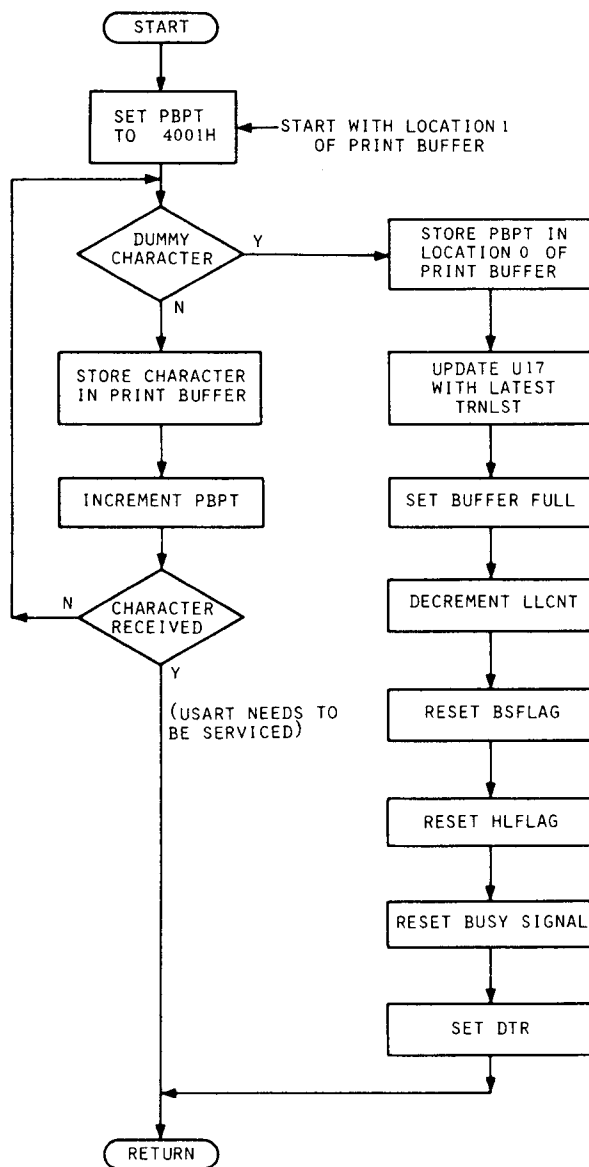 START
SET PBPT
TO 4001H
START WITH LOCATION 1
OF PRINT BUFFER
DUMMY
CHARACTER
Y
N
STORE PBPT IN
LOCATION 0 OF
PRINT BUFFER
STORE CHARACTER
IN PRINT BUFFER
UPDATE U17
WITH LATEST
TRNLST
INCREMENT PBPT
SET BUFFER FULL
N
CHARACTER
RECEIVED
Y
DECREMENT LLCNT
(USART NEEDS TO
BE SERVICED)
RESET BSFLAG
RESET HLFLAG
RESET BUSY SIGNAL
SET DTR
RETURN